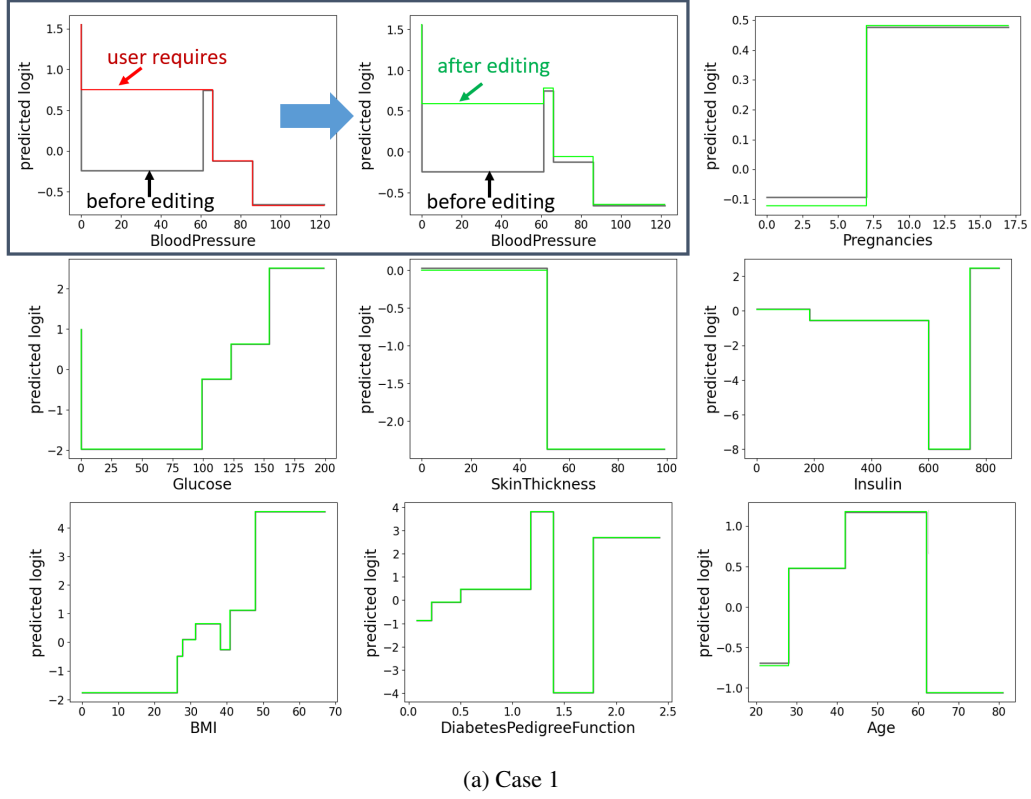 1.5
1.0
0.5
0.0
−0.5
predicted logit
user requires
before editing
0 20 40 60 80 100 120
BloodPressure
1.5
1.0
0.5
0.0
−0.5
predicted logit
after editing
before editing
0 20 40 60 80 100 120
BloodPressure
0.5
0.4
0.3
0.2
0.1
0.0
−0.1
predicted logit
0.0 2.5 5.0 7.5 10.0 12.5 15.0 17.5
Pregnancies
2
1
0
−1
−2
predicted logit
0 25 50 75 100 125 150 175 200
Glucose
0.0
−0.5
−1.0
−1.5
−2.0
predicted logit
0 20 40 60 80 100
SkinThickness
2
0
−2
−4
−6
−8
predicted logit
0 200 400 600 800
Insulin
4
3
2
1
0
−1
−2
predicted logit
0 10 20 30 40 50 60 70
BMI
4
3
2
1
0
−1
−2
−3
−4
predicted logit
0.0 0.5 1.0 1.5 2.0 2.5
DiabetesPedigreeFunction
1.0
0.5
0.0
−0.5
−1.0
predicted logit
20 30 40 50 60 70 80
Age
(a) Case 1